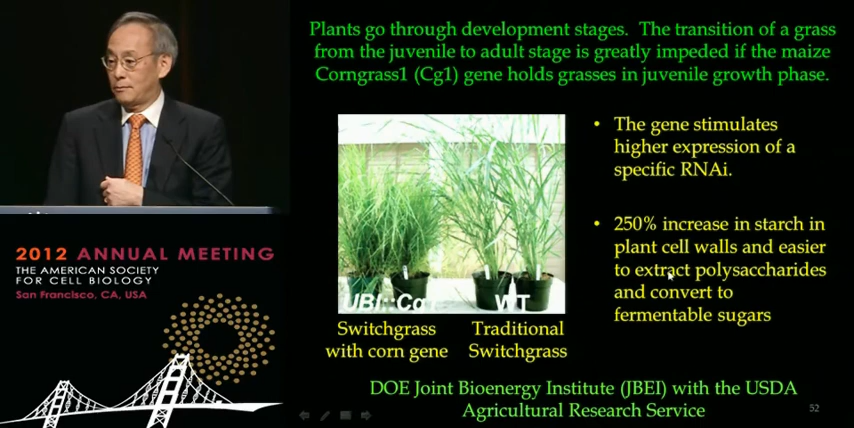 Plants go through development stages. The transition of a grass
from the juvenile to adult stage is greatly impeded if the maize
Corngrass1 (Cg1) gene holds grasses in juvenile growth phase.
• The gene stimulates
higher expression of a
specific RNAi.
• 250% increase in starch in
plant cell walls and easier
to extract polysaccharides
and convert to
fermentable sugars
UBI::Cg1 WT
Switchgrass
with corn gene
Traditional
Switchgrass
DOE Joint Bioenergy Institute (JBEI) with the USDA
Agricultural Research Service
52
2012 ANNUAL MEETING
THE AMERICAN SOCIETY
FOR CELL BIOLOGY
San Francisco, CA, USA